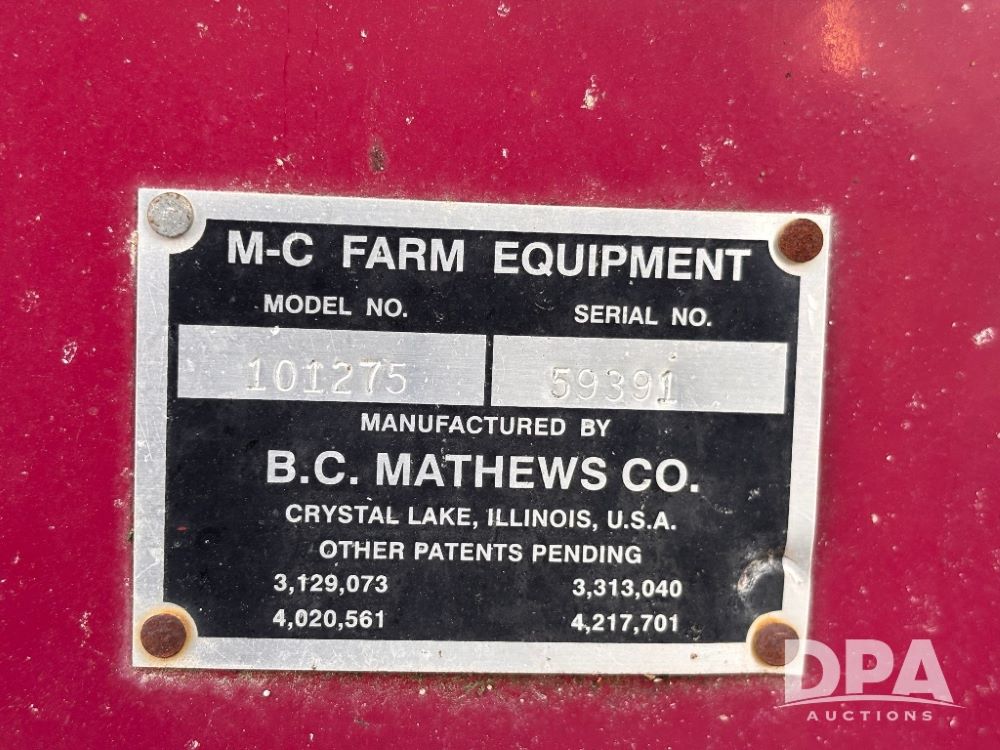 M-C FARM EQUIPMENT
MODEL NO. SERIAL NO.
101275 59391
MANUFACTURED BY
B.C. MATHEWS CO.
CRYSTAL LAKE, ILLINOIS, U.S.A.
OTHER PATENTS PENDING
3,129,073 3,313,040
4,020,561 4,217,701
DPA
AUCTIONS